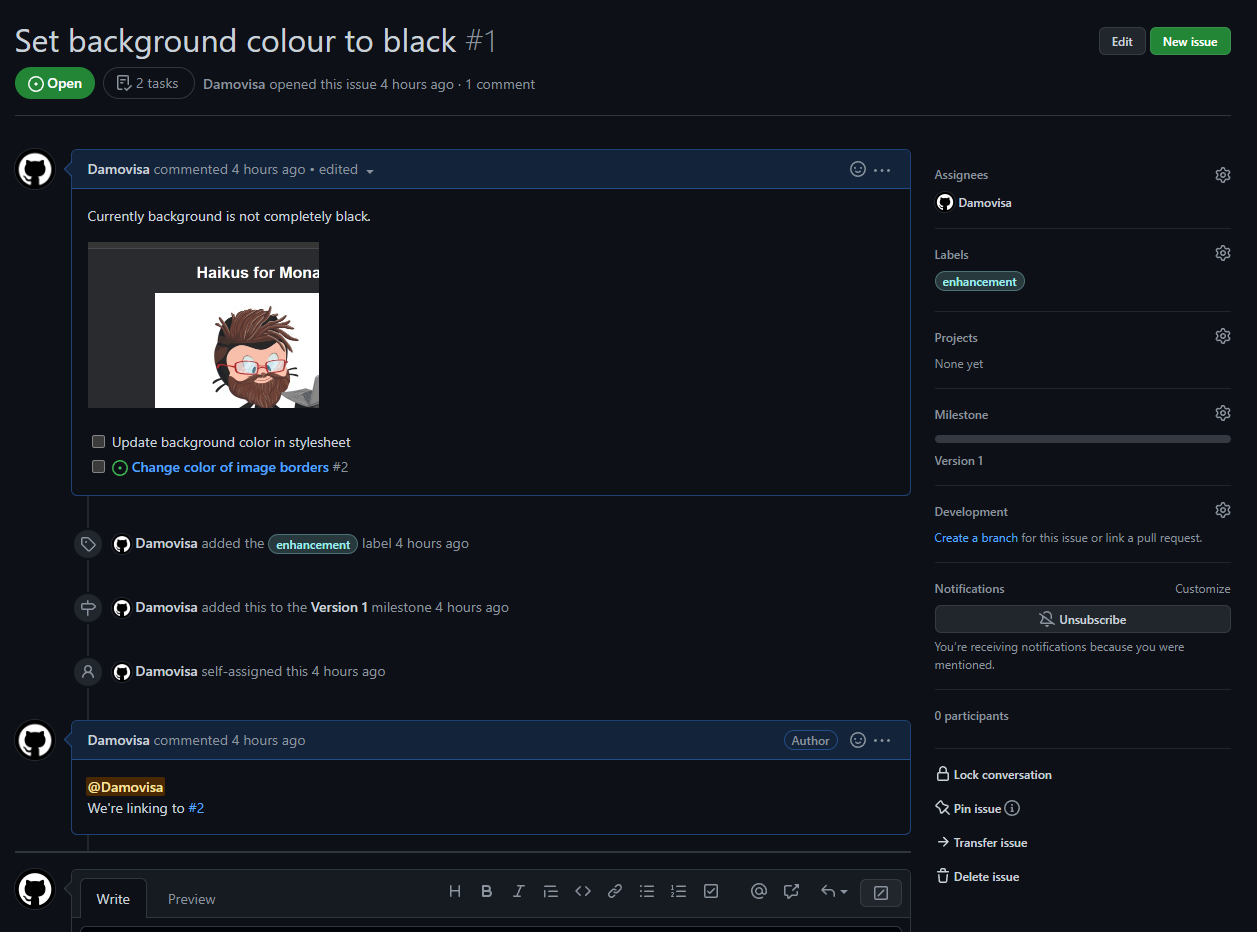 Set background colour to black #1
Edit
New issue
Open
2 tasks
Damovisa opened this issue 4 hours ago · 1 comment
Damovisa commented 4 hours ago • edited
Currently background is not completely black.
Haikus for Mona
Update background color in stylesheet
Change color of image borders #2
Damovisa added the enhancement label 4 hours ago
Damovisa added this to the Version 1 milestone 4 hours ago
Damovisa self-assigned this 4 hours ago
Damovisa commented 4 hours ago
Author
@Damovisa
We're linking to #2
Write
Preview
H B I
Assignees
Damovisa
Labels
enhancement
Projects
None yet
Milestone
Version 1
Development
Create a branch for this issue or link a pull request.
Notifications
Customize
Unsubscribe
You're receiving notifications because you were
mentioned.
0 participants
Lock conversation
Pin issue
Transfer issue
Delete issue